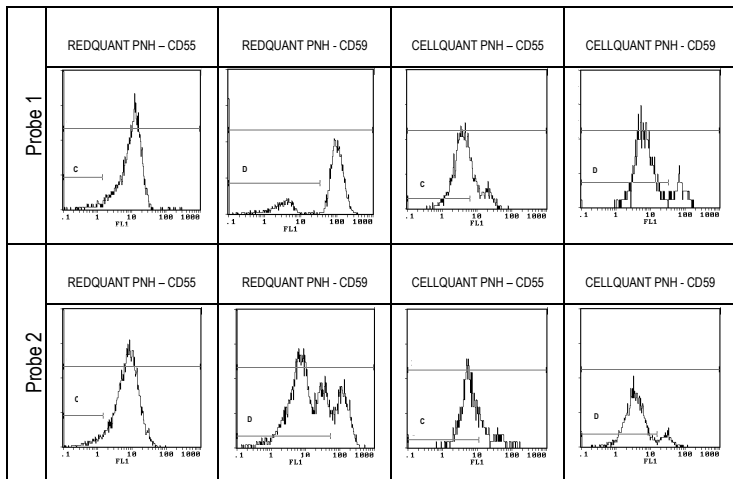 REDQUANT PNH – CD55
REDQUANT PNH - CD59
CELLQUANT PNH – CD55
CELLQUANT PNH - CD59
Probe 1
C
.1 1 10 100 1000
FL1
D
.1 1 10 100 1000
FL1
C
.1 1 10 100 1000
FL1
D
.1 1 10 100 1000
FL1
REDQUANT PNH – CD55
REDQUANT PNH - CD59
CELLQUANT PNH – CD55
CELLQUANT PNH - CD59
Probe 2
C
.1 1 10 100 1000
FL1
D
.1 1 10 100 1000
FL1
C
.1 1 10 100 1000
FL1
D
.1 1 10 100 1000
FL1